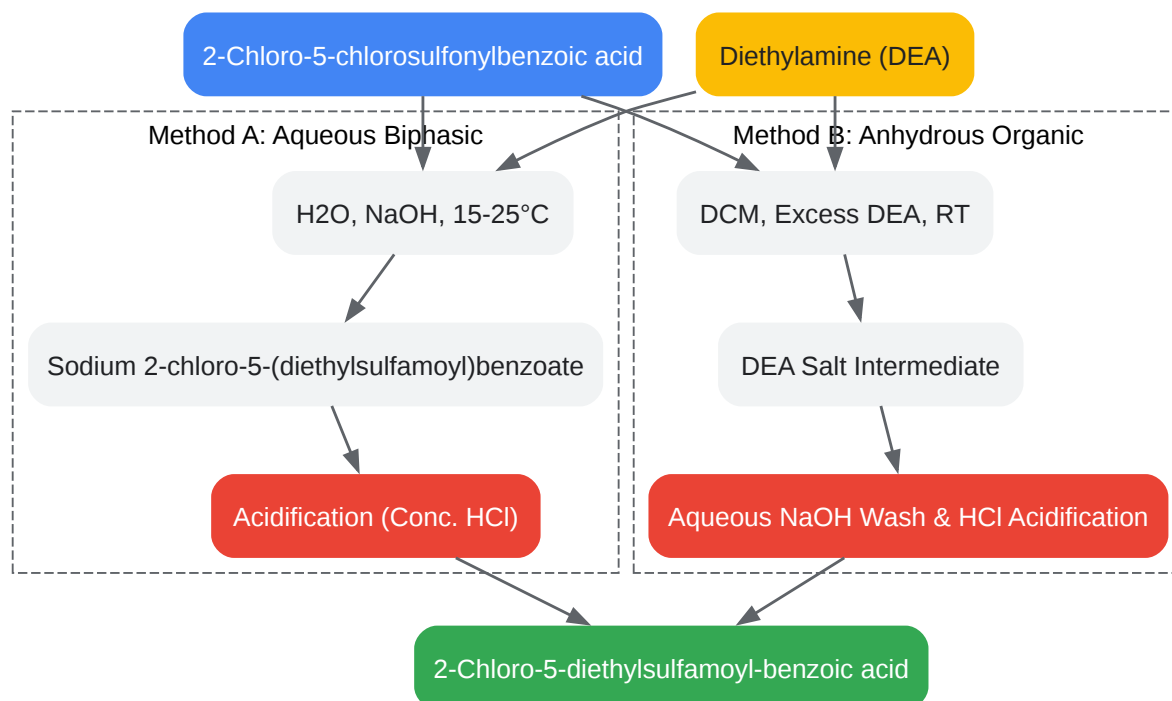 2-Chloro-5-chlorosulfonylbenzoic acid
Diethylamine (DEA)
Method A: Aqueous Biphasic
Method B: Anhydrous Organic
H2O, NaOH, 15-25°C
DCM, Excess DEA, RT
Sodium 2-chloro-5-(diethylsulfamoyl)benzoate
DEA Salt Intermediate
Acidification (Conc. HCl)
Aqueous NaOH Wash & HCl Acidification
2-Chloro-5-diethylsulfamoyl-benzoic acid